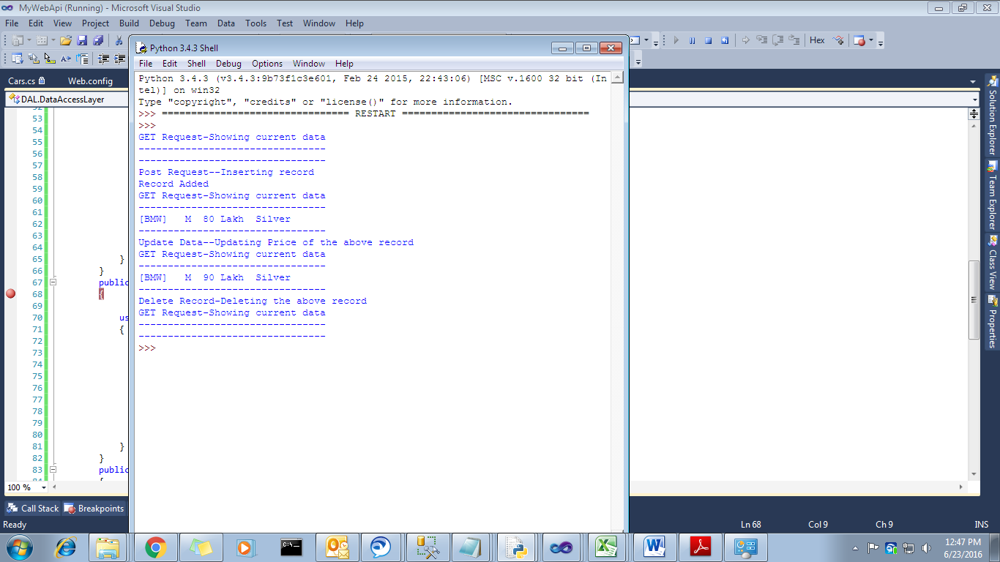 MyWebApi (Running) - Microsoft Visual Studio
File Edit View Project Build Debug Team Data Tools Test Window Help
Hex
Python 3.4.3 Shell
File Edit Shell Debug Options Window Help
Cars.cs Web.config
DAL.DataAccessLayer
Python 3.4.3 (v3.4.3:9b73f1c3e601, Feb 24 2015, 22:43:06) [MSC v.1600 32 bit (In
tel)] on win32
Type "copyright", "credits" or "license()" for more information.
>>> ================================ RESTART ================================
>>>
GET Request-Showing current data
--------------------------------
--------------------------------
Post Request--Inserting record
Record Added
GET Request-Showing current data
--------------------------------
[BMW]   M  80 Lakh  Silver
--------------------------------
Update Data--Updating Price of the above record
GET Request-Showing current data
--------------------------------
[BMW]   M  90 Lakh  Silver
--------------------------------
Delete Record-Deleting the above record
GET Request-Showing current data
--------------------------------
--------------------------------
>>>
53
54
55
56
57
58
59
60
61
62
63
64
65 }
66 }
67 public
68 {
69
70 us
71 {
72
73
74
75
76
77
78
79
80
81 }
82 }
83 public
Solution Explorer
Team Explorer
Class View
Properties
100 %
Call Stack Breakpoints
Ready Ln 68 Col 9 Ch 9 INS
12:47 PM
6/23/2016